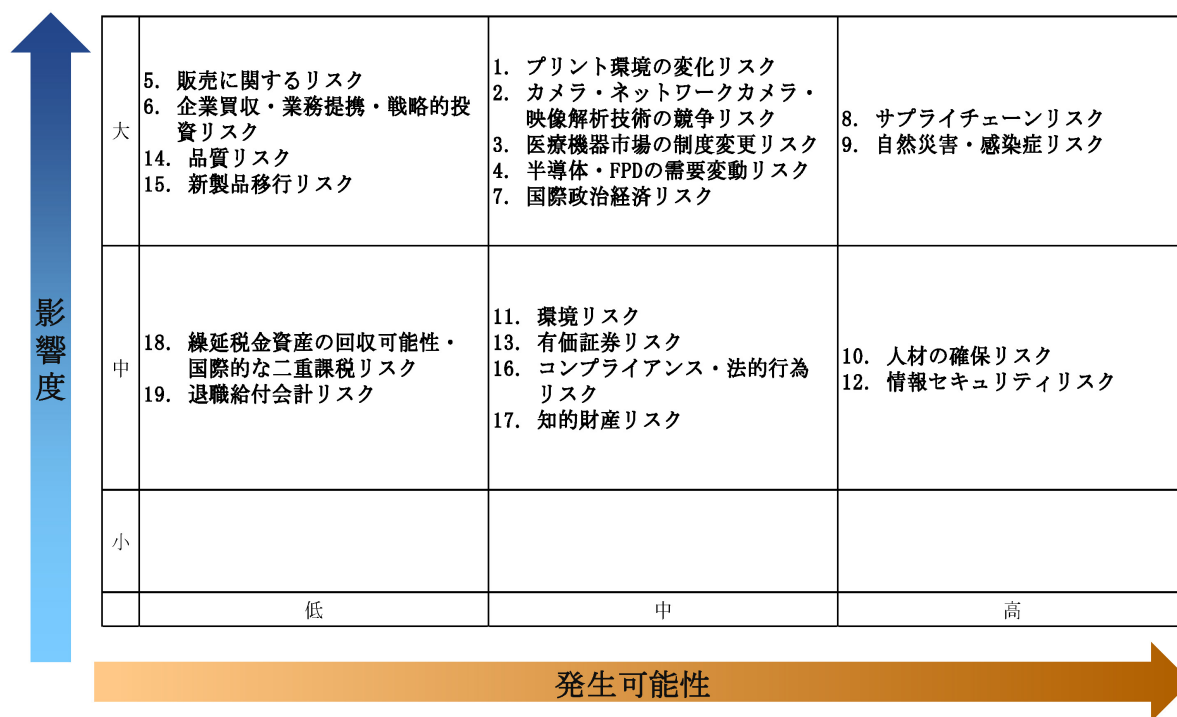 影響度
大
5. 販売に関するリスク
6. 企業買収・業務提携・戦略的投
資リスク
14. 品質リスク
15. 新製品移行リスク
1. プリント環境の変化リスク
2. カメラ・ネットワークカメラ・
映像解析技術の競争リスク
3. 医療機器市場の制度変更リスク
4. 半導体・FPDの需要変動リスク
7. 国際政治経済リスク
8. サプライチェーンリスク
9. 自然災害・感染症リスク
中
18. 繰延税金資産の回収可能性・
国際的な二重課税リスク
19. 退職給付会計リスク
11. 環境リスク
13. 有価証券リスク
16. コンプライアンス・法的行為
リスク
17. 知的財産リスク
10. 人材の確保リスク
12. 情報セキュリティリスク
小
低
中
高
発生可能性